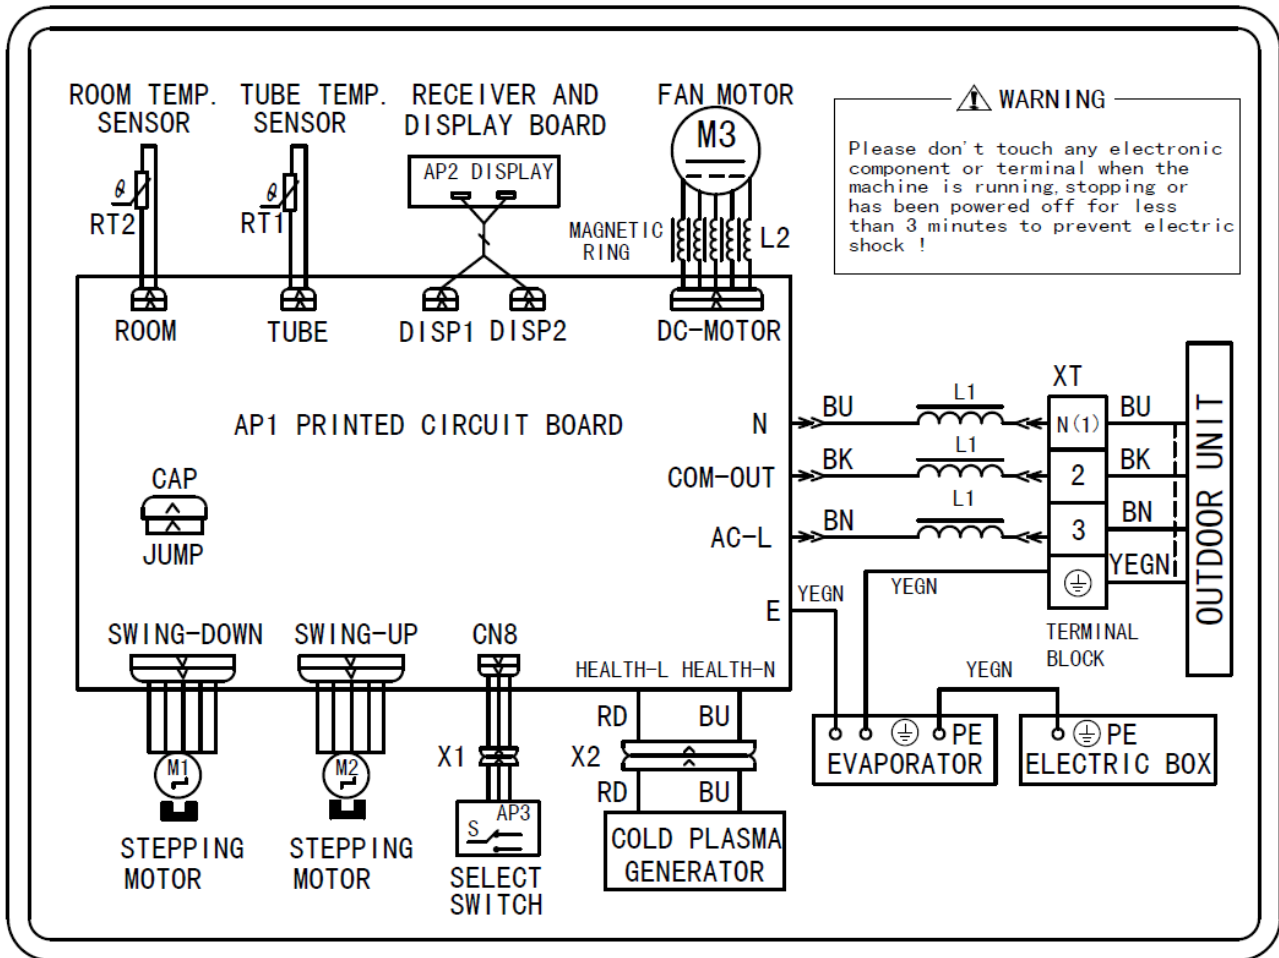 ROOM TEMP.
SENSOR
TUBE TEMP.
SENSOR
RECEIVER AND
DISPLAY BOARD
FAN MOTOR
M3
WARNING
Please don't touch any electronic
component or terminal when the
machine is running,stopping or
has been powered off for less
than 3 minutes to prevent electric
shock !
AP2 DISPLAY
θ
RT2
θ
RT1
MAGNETIC
RING
L2
ROOM
TUBE
DISP1
DISP2
DC-MOTOR
AP1 PRINTED CIRCUIT BOARD
CAP
JUMP
N
BU
L1
XT
N(1)
BU
COM-OUT
BK
L1
2
BK
AC-L
BN
L1
3
BN
E
YEGN
YEGN
YEGN
OUTDOOR UNIT
TERMINAL
BLOCK
SWING-DOWN
SWING-UP
CN8
HEALTH-L
HEALTH-N
YEGN
RD
BU
PE
EVAPORATOR
PE
ELECTRIC BOX
M1
M2
X1
X2
RD
BU
S
AP3
STEPPING
MOTOR
STEPPING
MOTOR
SELECT
SWITCH
COLD PLASMA
GENERATOR